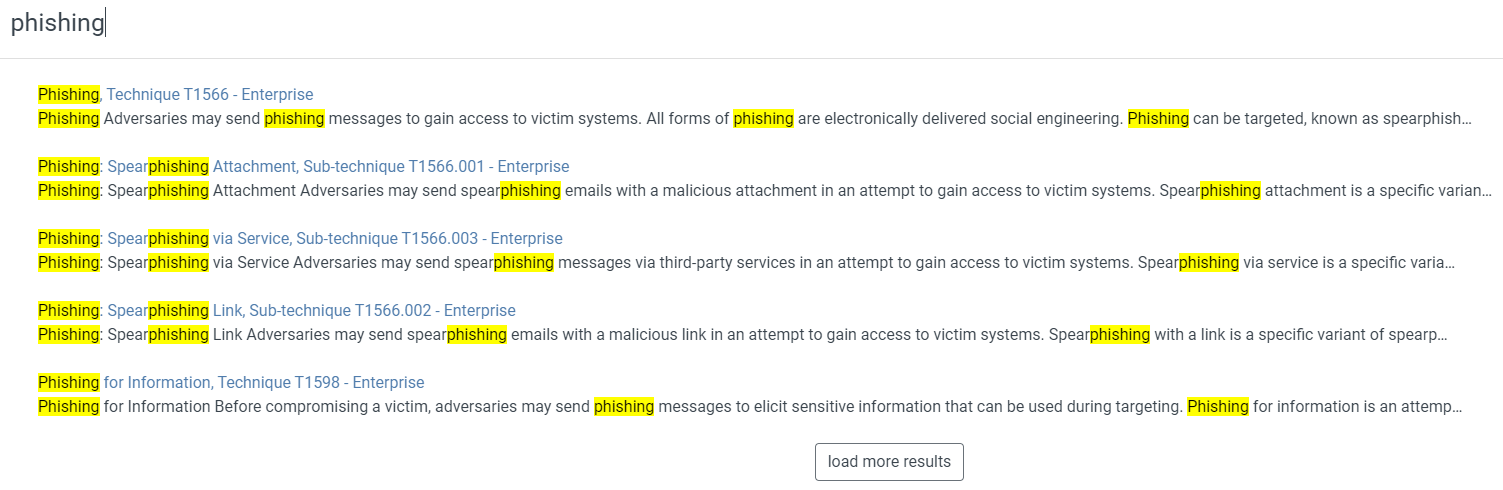 phishing
Phishing, Technique T1566 - Enterprise
Phishing Adversaries may send phishing messages to gain access to victim systems. All forms of phishing are electronically delivered social engineering. Phishing can be targeted, known as spearphish...
Phishing: Spearphishing Attachment, Sub-technique T1566.001 - Enterprise
Phishing: Spearphishing Attachment Adversaries may send spearphishing emails with a malicious attachment in an attempt to gain access to victim systems. Spearphishing attachment is a specific varian...
Phishing: Spearphishing via Service, Sub-technique T1566.003 - Enterprise
Phishing: Spearphishing via Service Adversaries may send spearphishing messages via third-party services in an attempt to gain access to victim systems. Spearphishing via service is a specific varia...
Phishing: Spearphishing Link, Sub-technique T1566.002 - Enterprise
Phishing: Spearphishing Link Adversaries may send spearphishing emails with a malicious link in an attempt to gain access to victim systems. Spearphishing with a link is a specific variant of spearp...
Phishing for Information, Technique T1598 - Enterprise
Phishing for Information Before compromising a victim, adversaries may send phishing messages to elicit sensitive information that can be used during targeting. Phishing for information is an attemp...
load more results